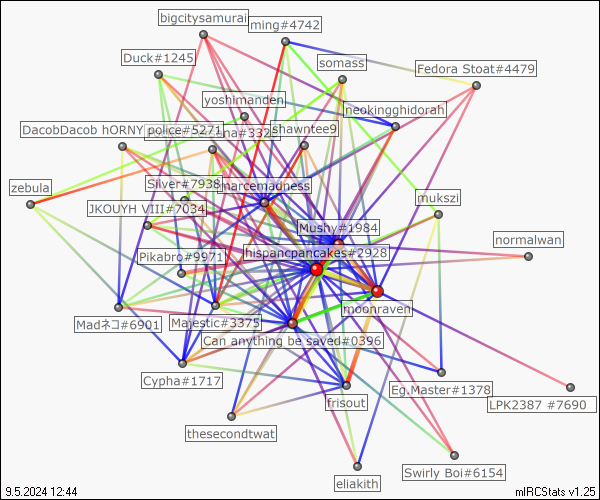 bigcitysamurai
ming#4742
Duck#1245
somass
Fedora Stoat#4479
yoshimanden
neokingghidorah
DacobDacob hORNY police#5271
shawntee9
zebula
Silver#7938
marcemadness
mukszi
JKOUYH VIII#7034
Mushy#1984
normalwan
Pikabro#9971
hispancpancakes#2928
moonraven
Madネコ#6901
Majestic#3375
Can anything be saved#0396
Cypha#1717
Eg.Master#1378
frisout
LPK2387 #7690
thesecondtwat
Swirly Boi#6154
eliakith
9.5.2024 12:44
mIRCStats v1.25